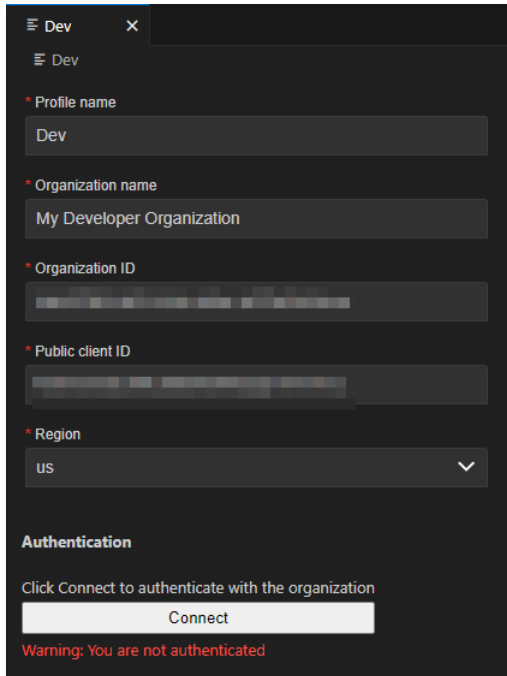 Dev
Dev
* Profile name
Dev
* Organization name
My Developer Organization
* Organization ID
* Public client ID
* Region
us
Authentication
Click Connect to authenticate with the organization
Connect
Warning: You are not authenticated